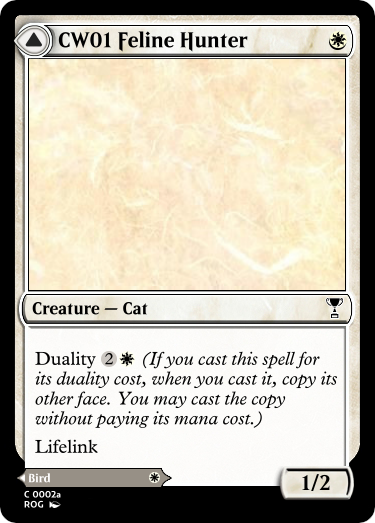 CW01 Feline Hunter
Creature — Cat
Duality 2 (If you cast this spell for
its duality cost, when you cast it, copy its
other face. You may cast the copy
without paying its mana cost.)
Lifelink
Bird
1/2
C 0002a
ROG